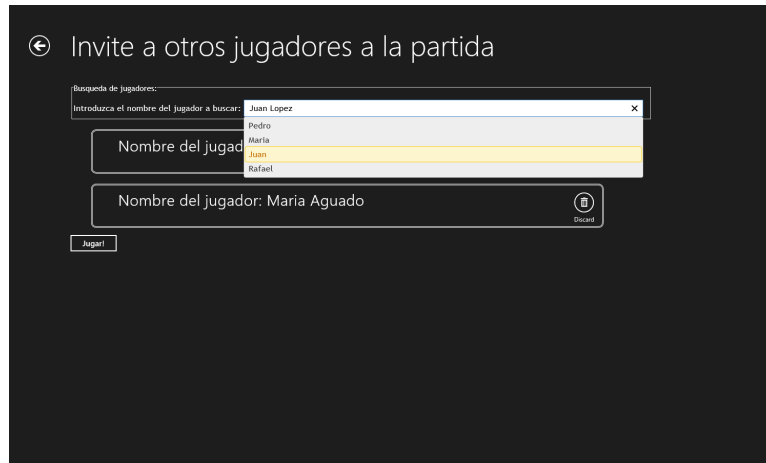 Invite a otros jugadores a la partida
Busqueda de jugadores:
Introduzca el nombre del jugador a buscar: Juan Lopez
Pedro
Maria
Juan
Rafael
Nombre del jugad
Nombre del jugador: Maria Aguado
Discard
Jugar!